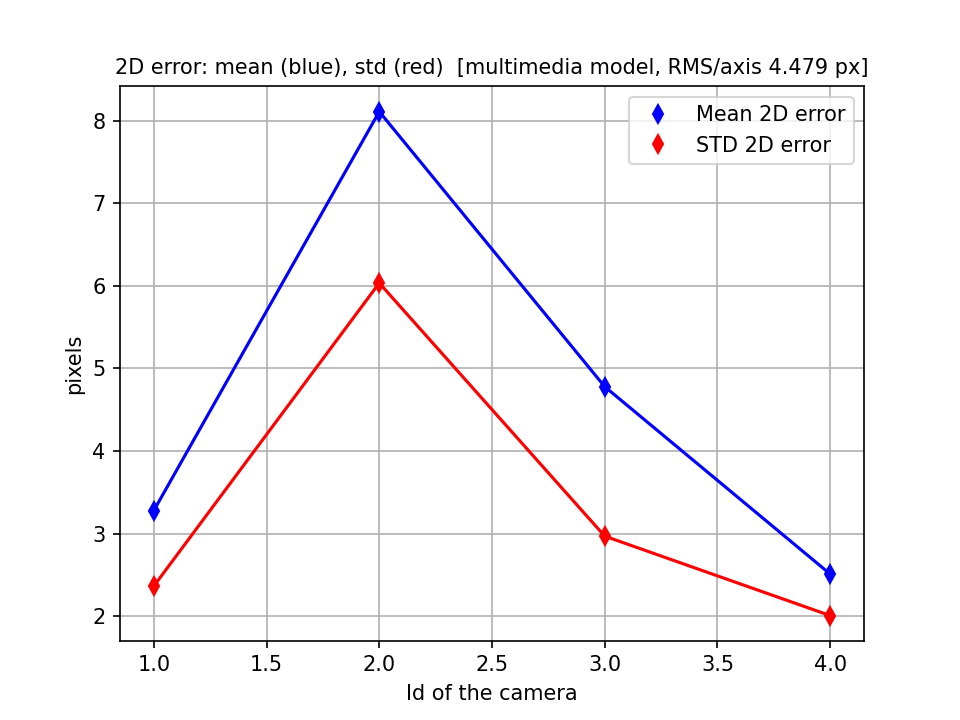 2D error: mean (blue), std (red)  [multimedia model, RMS/axis 4.479 px]
Mean 2D error
STD 2D error
8
7
6
5
4
3
2
pixels
1.0 1.5 2.0 2.5 3.0 3.5 4.0
Id of the camera